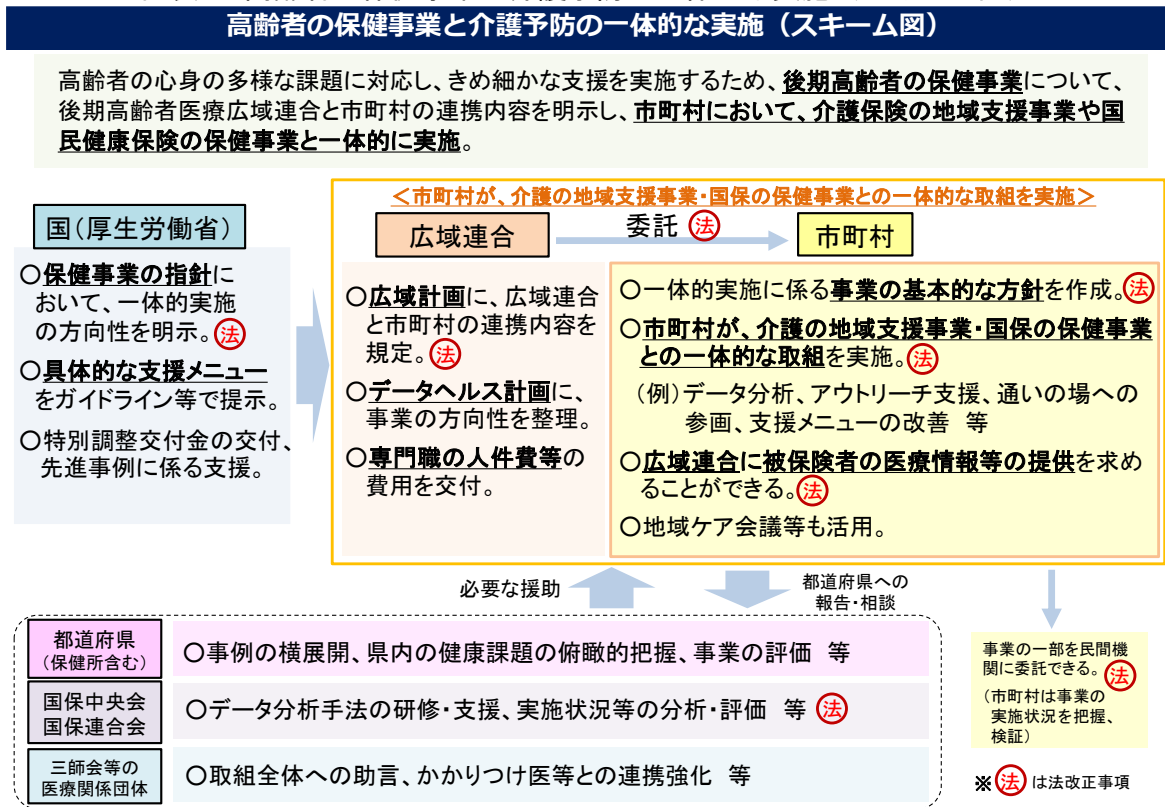 高齢者の保健事業と介護予防の一体的な実施（スキーム図）
高齢者の心身の多様な課題に対応し、きめ細かな支援を実施するため、後期高齢者の保健事業について、
後期高齢者医療広域連合と市町村の連携内容を明示し、市町村において、介護保険の地域支援事業や国
民健康保険の保健事業と一体的に実施。
＜市町村が、介護の地域支援事業・国保の保健事業との一体的な取組を実施＞
国（厚生労働省）
○保健事業の指針に
おいて、一体的実施
の方向性を明示。法
○具体的な支援メニュー
をガイドライン等で提示。
○特別調整交付金の交付、
先進事例に係る支援。
広域連合
委託 法
市町村
○広域計画に、広域連合
と市町村の連携内容を
規定。法
○データヘルス計画に、
事業の方向性を整理。
○専門職の人件費等の
費用を交付。
○一体的実施に係る事業の基本的な方針を作成。法
○市町村が、介護の地域支援事業・国保の保健事業
との一体的な取組を実施。法
（例）データ分析、アウトリーチ支援、通いの場への
参画、支援メニューの改善 等
○広域連合に被保険者の医療情報等の提供を求め
ることができる。法
○地域ケア会議等も活用。
必要な援助
都道府県への
報告・相談
都道府県
（保健所含む）
○事例の横展開、県内の健康課題の俯瞰的把握、事業の評価 等
国保中央会
国保連合会
○データ分析手法の研修・支援、実施状況等の分析・評価 等 法
三師会等の
医療関係団体
○取組全体への助言、かかりつけ医等との連携強化 等
事業の一部を民間機
関に委託できる。法
（市町村は事業の
実施状況を把握、
検証）
※法は法改正事項